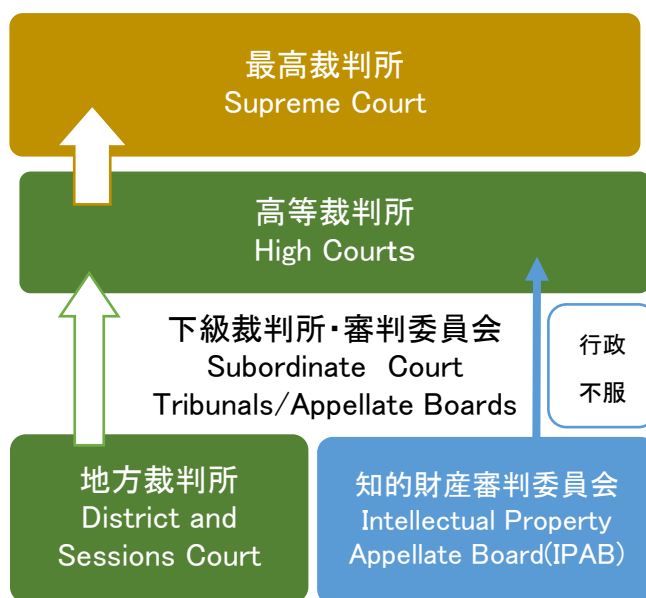 最高裁判所
Supreme Court
高等裁判所
High Courts
下級裁判所・審判委員会
Subordinate Court
Tribunals/Appellate Boards
行政
不服
地方裁判所
District and
Sessions Court
知的財産審判委員会
Intellectual Property
Appellate Board(IPAB)